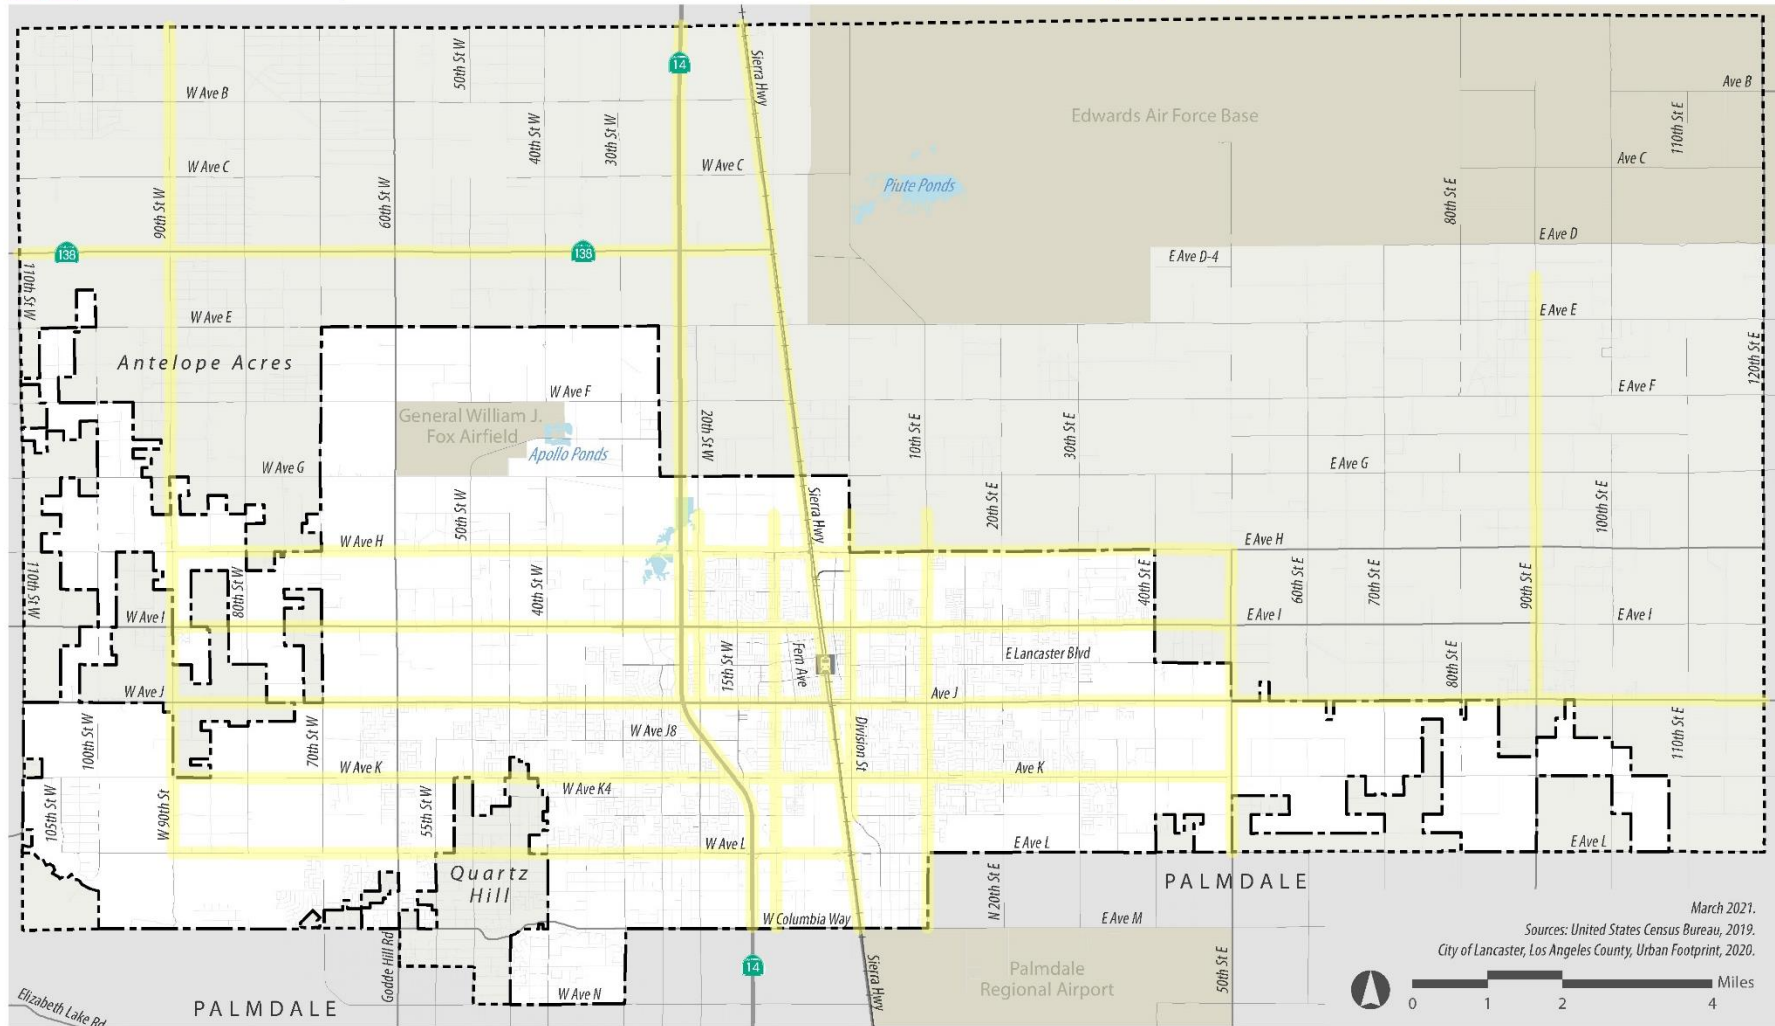 14
Sierra Hwy
50th St W
W Ave B
Ave B
40th St W
30th St W
Edwards Air Force Base
110th St E
W Ave C
W Ave C
Ave C
Piute Ponds
90th St W
60th St W
80th St E
138
138
E Ave D
E Ave D-4
110th St W
W Ave E
E Ave E
Antelope Acres
120th St E
W Ave F
E Ave F
General William J.
Fox Airfield
Apollo Ponds
20th St W
10th St E
30th St E
W Ave G
E Ave G
50th St W
Sierra Hwy
20th St E
100th St E
W Ave H
E Ave H
110th St W
80th St W
40th St W
40th St E
60th St E
70th St E
90th St E
W Ave I
E Ave I
E Ave I
15th St W
Fern Ave
E Lancaster Blvd
80th St E
W Ave J
Ave J
100th St W
70th St W
W Ave J8
Division St
110th St E
W Ave K
Ave K
W Ave K4
105th St W
W 90th St
55th St W
W Ave L
E Ave L
E Ave L
Quartz
Hill
PALMDALE
N 20th St E
W Columbia Way
E Ave M
March 2021.
Sources: United States Census Bureau, 2019.
City of Lancaster, Los Angeles County, Urban Footprint, 2020.
Godde Hill Rd
14
Sierra Hwy
Palmdale
Regional Airport
50th St E
Miles
0 1 2 4
W Ave N
Elizabeth Lake Rd
PALMDALE